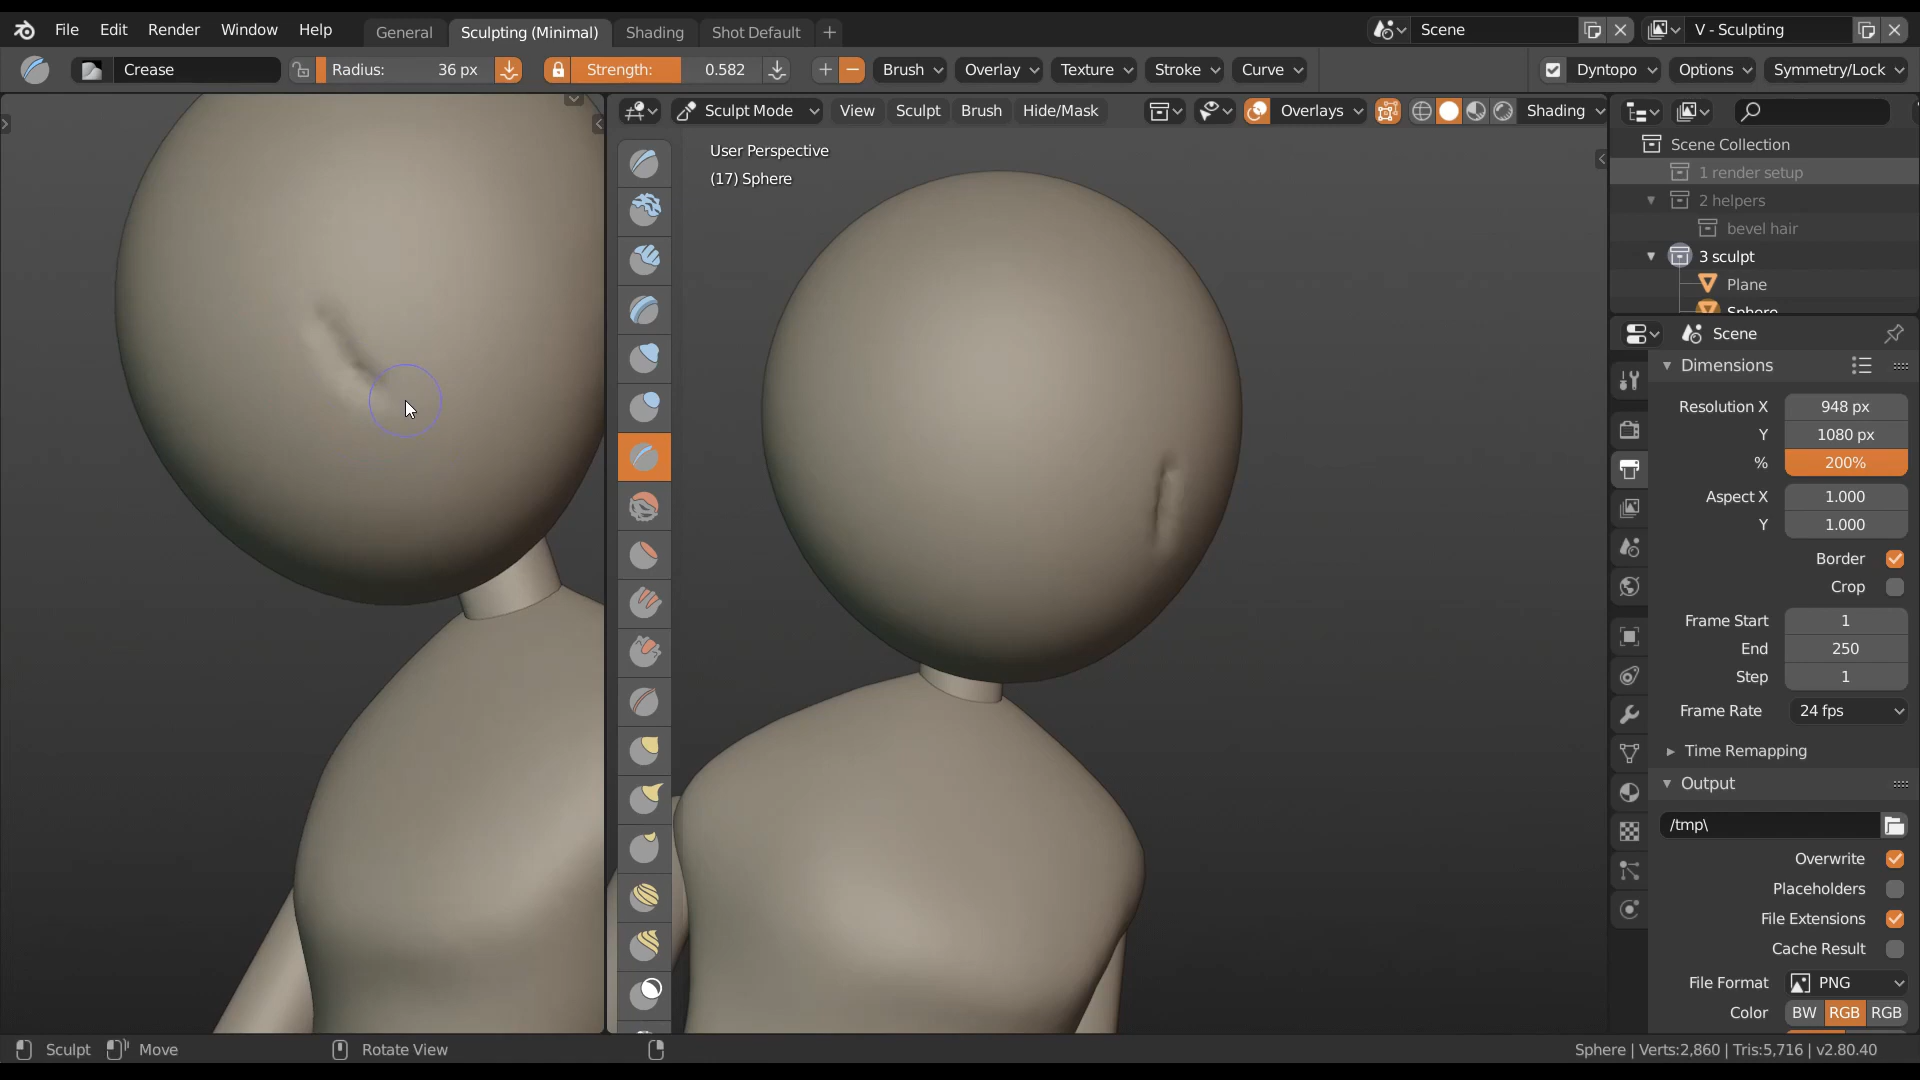 File Edit Render Window Help General Sculpting (Minimal) Shading Shot Default + Scene V - Sculpting
Crease Radius: 36 px Strength: 0.582 Brush Overlay Texture Stroke Curve Dyntopo Options Symmetry/Lock
Sculpt Mode View Sculpt Brush Hide/Mask Overlays Shading
User Perspective
(17) Sphere
Scene Collection
1 render setup
2 helpers
bevel hair
3 sculpt
Plane
Sphere
Scene
Dimensions
Resolution X 948 px
Y 1080 px
% 200%
Aspect X 1.000
Y 1.000
Border
Crop
Frame Start 1
End 250
Step 1
Frame Rate 24 fps
Time Remapping
Output
/tmp\
Overwrite
Placeholders
File Extensions
Cache Result
File Format PNG
Color BW RGB RGB
Sculpt Move Rotate View Sphere | Verts:2,860 | Tris:5,716 | v2.80.40